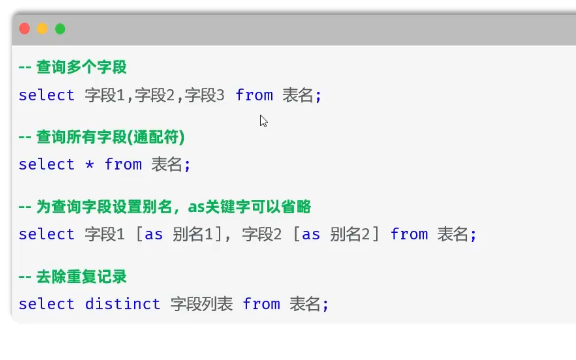 -- 查询多个字段
select 字段1,字段2,字段3 from 表名;
-- 查询所有字段(通配符)
select * from 表名;
-- 为查询字段设置别名，as关键字可以省略
select 字段1 [as 别名1], 字段2 [as 别名2] from 表名;
-- 去除重复记录
select distinct 字段列表 from 表名;